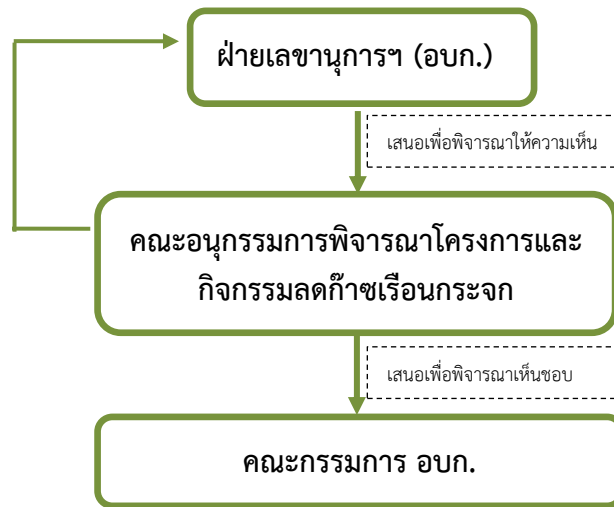 ฝ่ายเลขานุการฯ (อบก.)
เสนอเพื่อพิจารณาให้ความเห็น
คณะอนุกรรมการพิจารณาโครงการและ
กิจกรรมลดก๊าซเรือนกระจก
เสนอเพื่อพิจารณาเห็นชอบ
คณะกรรมการ อบก.